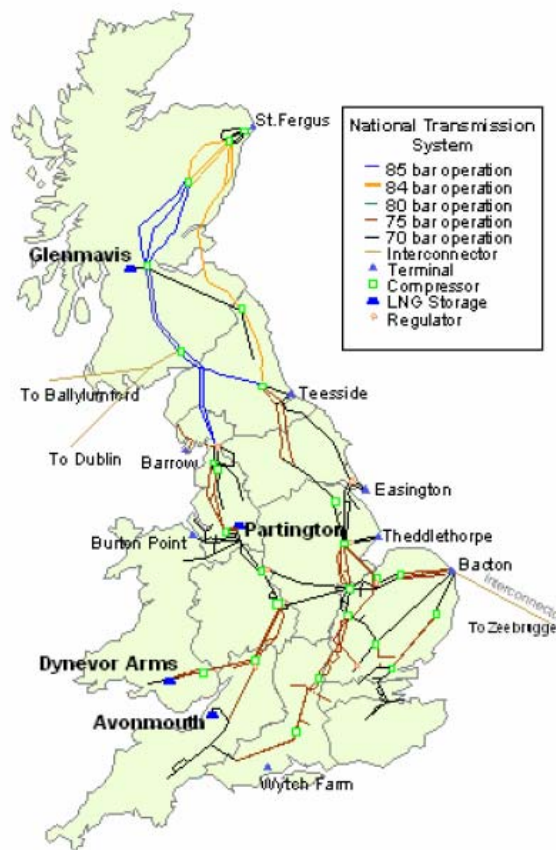 St.Fergus
National Transmission
System
85 bar operation
84 bar operation
80 bar operation
75 bar operation
70 bar operation
Interconnector
Terminal
Compressor
LNG Storage
Regulator
Glenmavis
To Ballylumford
Teesside
To Dublin
Barrow
Easington
Partington
Burton Point
Theddlethorpe
Bacton
Interconnector
To Zeebrugge
Dynevor Arms
Avonmouth
Wytch Farm